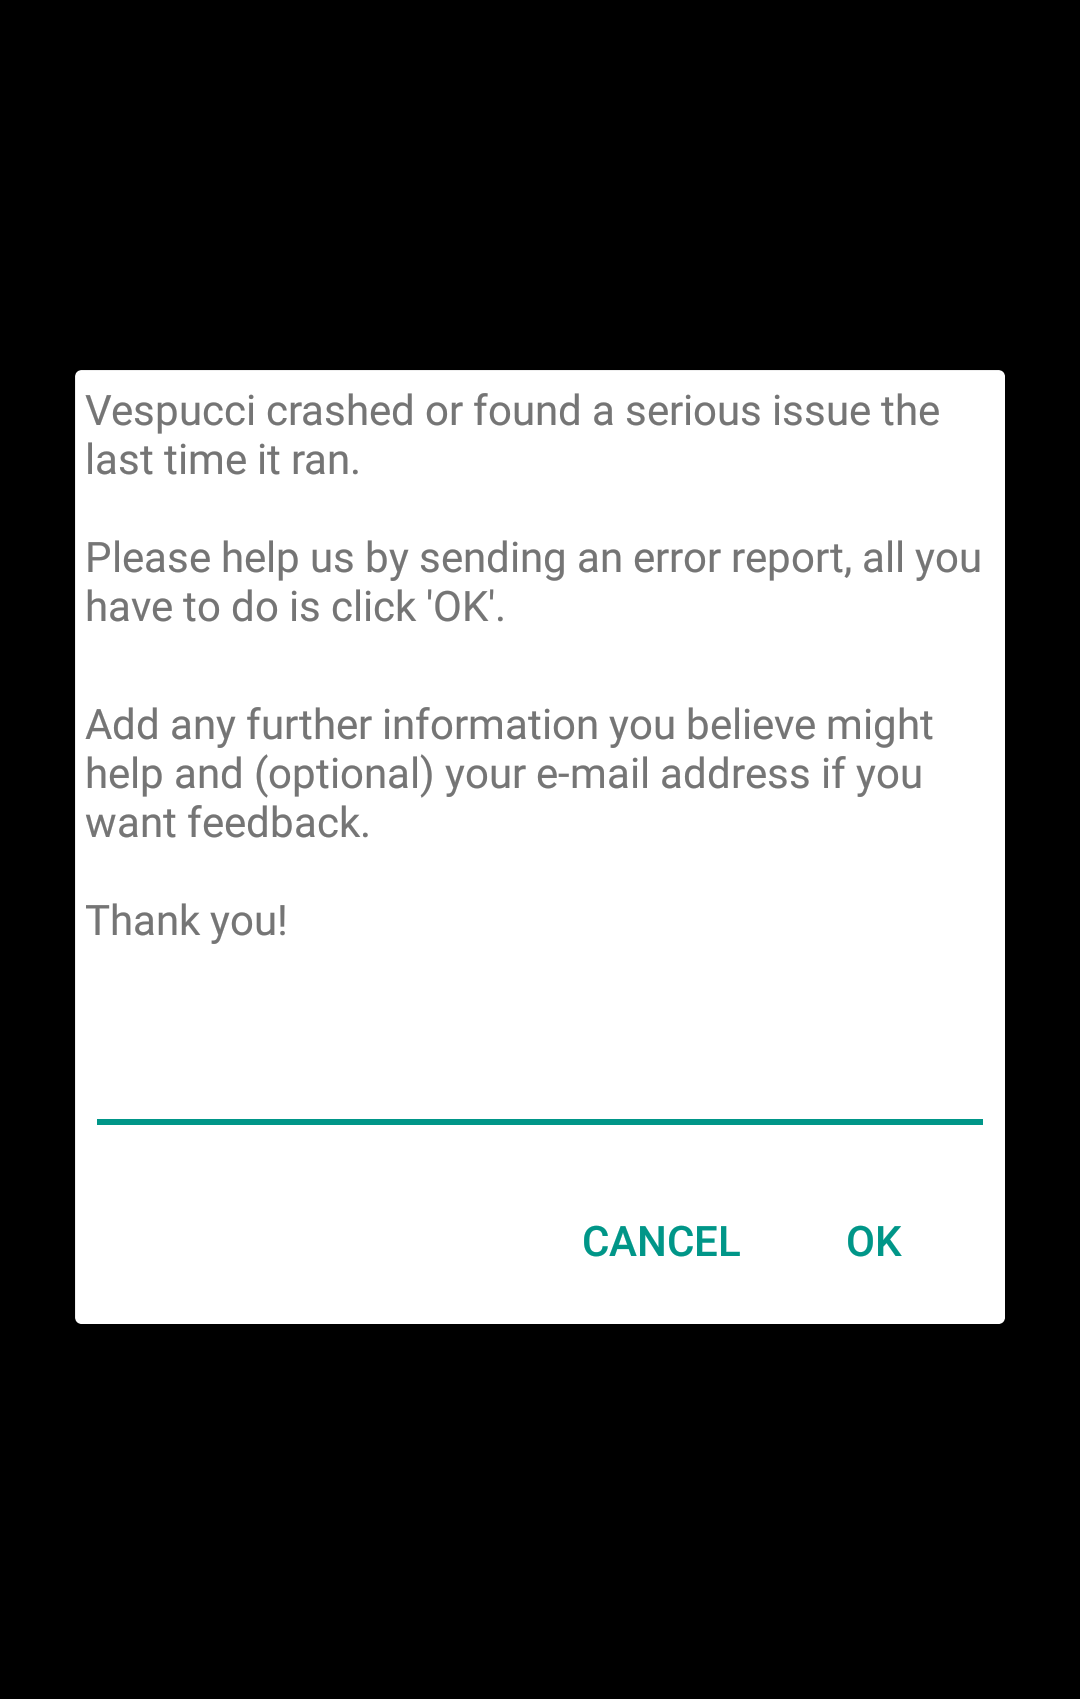 Vespucci crashed or found a serious issue the
last time it ran.
Please help us by sending an error report, all you
have to do is click 'OK'.
Add any further information you believe might
help and (optional) your e-mail address if you
want feedback.
Thank you!
CANCEL OK